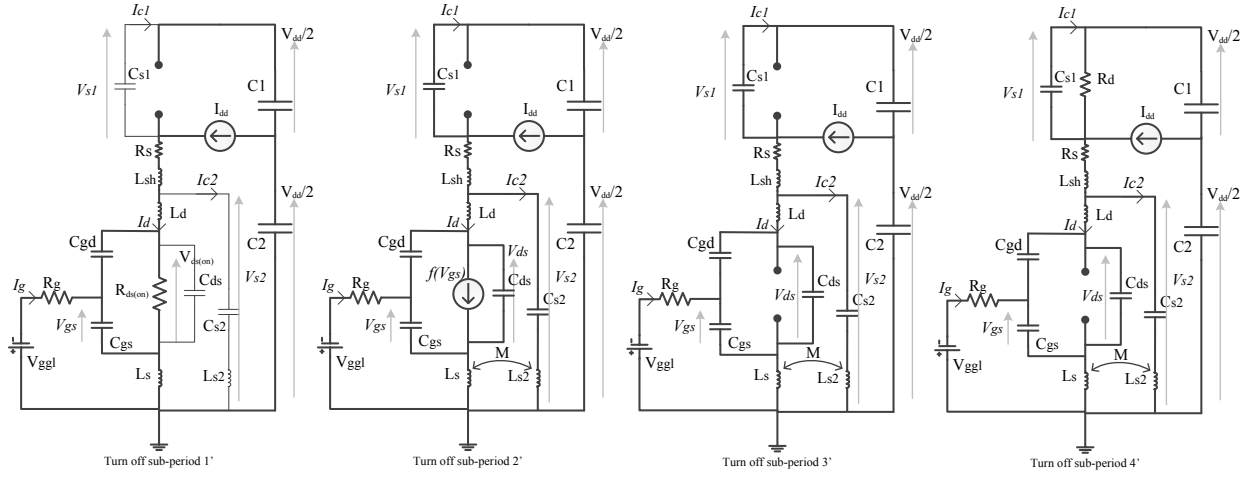 Ic1
Vdd/2
Cs1
Vs1
C1
Idd
Rs
Lsh
Ic2
Vdd/2
Ld
Id
Cgd
C2
Vds(on)
Vs2
Ig
Rg
Rds(on)
Cds
Vgs
Cgs
Cs2
Vggl
Ls
Ls2
Turn off sub-period 1'
Ic1
Vdd/2
Cs1
Vs1
C1
Idd
Rs
Lsh
Ic2
Vdd/2
Ld
Id
Cgd
C2
Vds
Vs2
Ig
Rg
f(Vgs)
Cds
Vgs
Cgs
Cs2
Vggl
M
Ls
Ls2
Turn off sub-period 2'
Ic1
Vdd/2
Cs1
Vs1
C1
Idd
Rs
Lsh
Ic2
Vdd/2
Ld
Id
Cgd
C2
Vs2
Ig
Rg
Vds
Cds
Cs2
Vgs
Cgs
Vggl
M
Ls
Ls2
Turn off sub-period 3'
Ic1
Vdd/2
Cs1
Rd
Vs1
C1
Idd
Rs
Lsh
Ic2
Vdd/2
Ld
Id
Cgd
C2
Vs2
Ig
Rg
Vds
Cds
Cs2
Vgs
Cgs
Vggl
M
Ls
Ls2
Turn off sub-period 4'